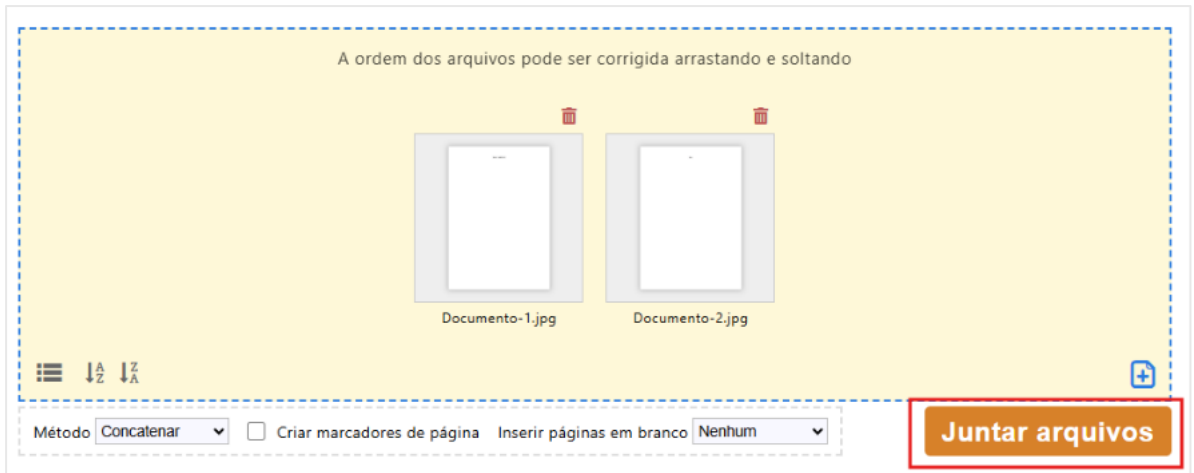 A ordem dos arquivos pode ser corrigida arrastando e soltando
Documento-1.jpg
Documento-2.jpg
A
Z
Z
A
Método Concatenar Criar marcadores de página Inserir páginas em branco Nenhum
Juntar arquivos